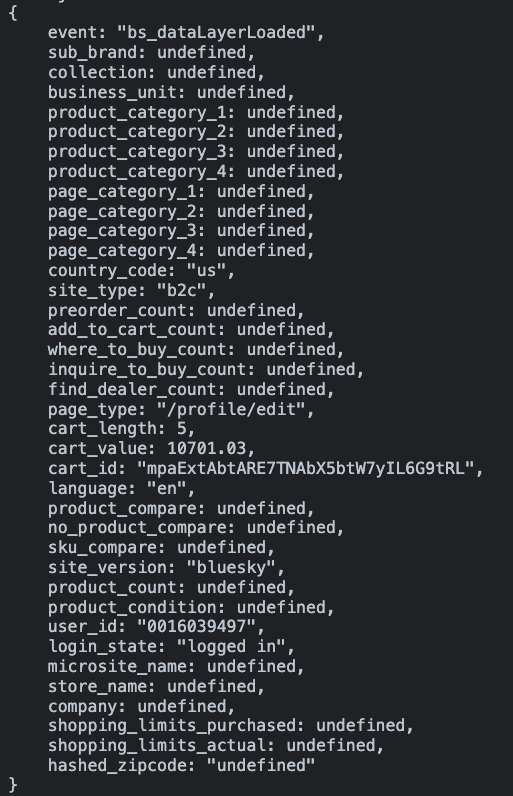 {
event: "bs_dataLayerLoaded",
sub_brand: undefined,
collection: undefined,
business_unit: undefined,
product_category_1: undefined,
product_category_2: undefined,
product_category_3: undefined,
product_category_4: undefined,
page_category_1: undefined,
page_category_2: undefined,
page_category_3: undefined,
page_category_4: undefined,
country_code: "us",
site_type: "b2c",
preorder_count: undefined,
add_to_cart_count: undefined,
where_to_buy_count: undefined,
inquire_to_buy_count: undefined,
find_dealer_count: undefined,
page_type: "/profile/edit",
cart_length: 5,
cart_value: 10701.03,
cart_id: "mpaExtAbtARE7TNAbX5btW7yIL6G9tRL",
language: "en",
product_compare: undefined,
no_product_compare: undefined,
sku_compare: undefined,
site_version: "bluesky",
product_count: undefined,
product_condition: undefined,
user_id: "0016039497",
login_state: "logged in",
microsite_name: undefined,
store_name: undefined,
company: undefined,
shopping_limits_purchased: undefined,
shopping_limits_actual: undefined,
hashed_zipcode: "undefined"
}